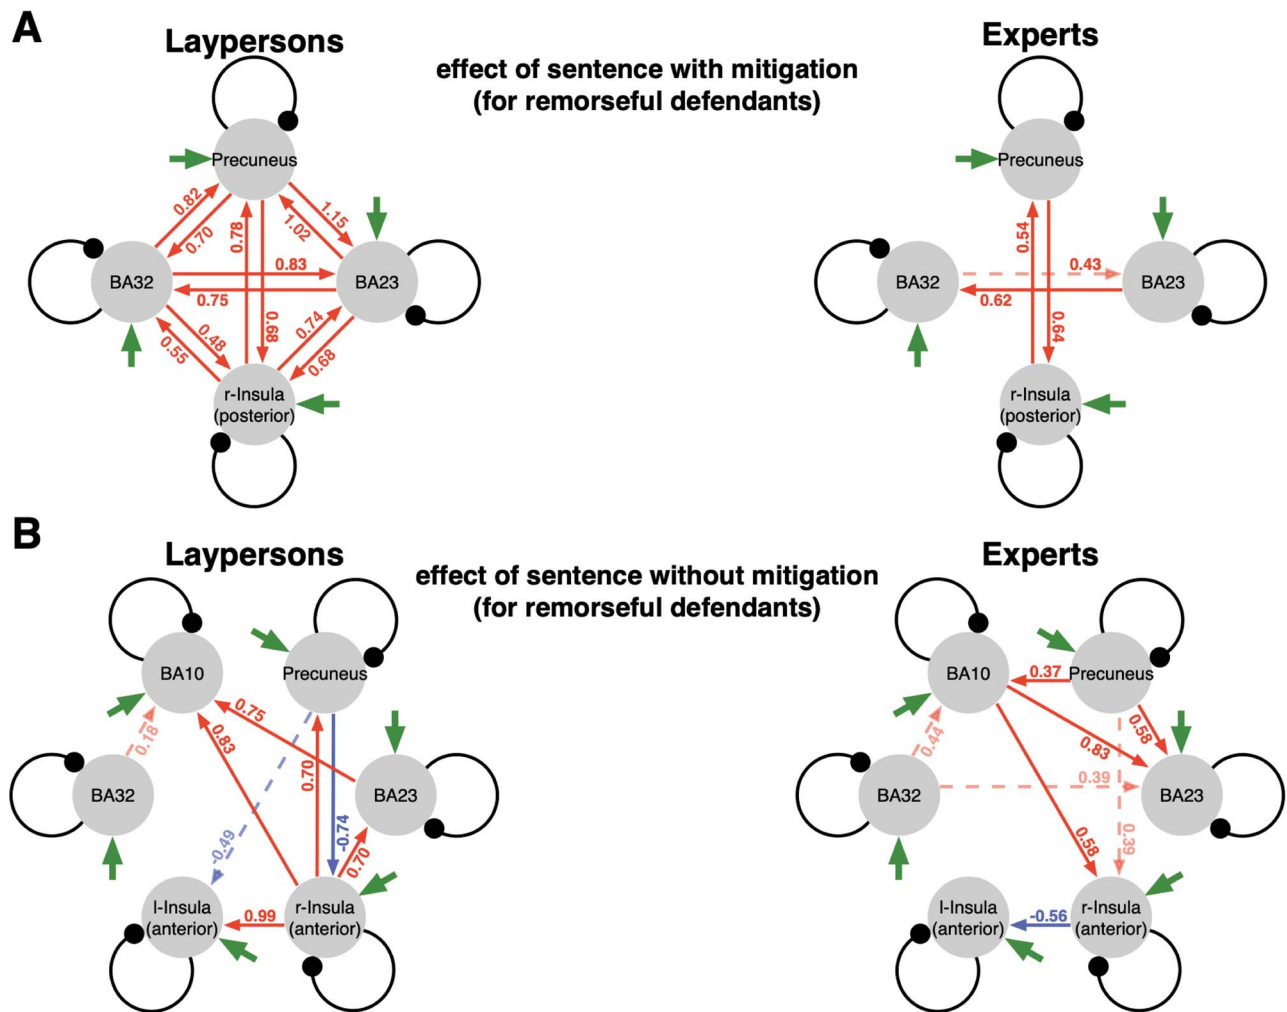 A
Laypersons
effect of sentence with mitigation
(for remorseful defendants)
Experts
Precuneus
0.82
0.70
0.78
1.15
1.02
BA32
0.83
0.75
BA23
0.48
0.55
0.68
0.74
0.68
r-Insula
(posterior)
Precuneus
0.54
BA32
0.43
0.62
BA23
0.64
r-Insula
(posterior)
B
Laypersons
effect of sentence without mitigation
(for remorseful defendants)
Experts
BA10
Precuneus
0.75
0.18
0.83
0.70
BA32
BA23
-0.49
-0.74
0.70
l-Insula
(anterior)
0.99
r-Insula
(anterior)
BA10
0.37
Precuneus
0.44
0.83
0.58
BA32
0.39
BA23
0.58
0.39
l-Insula
(anterior)
-0.56
r-Insula
(anterior)